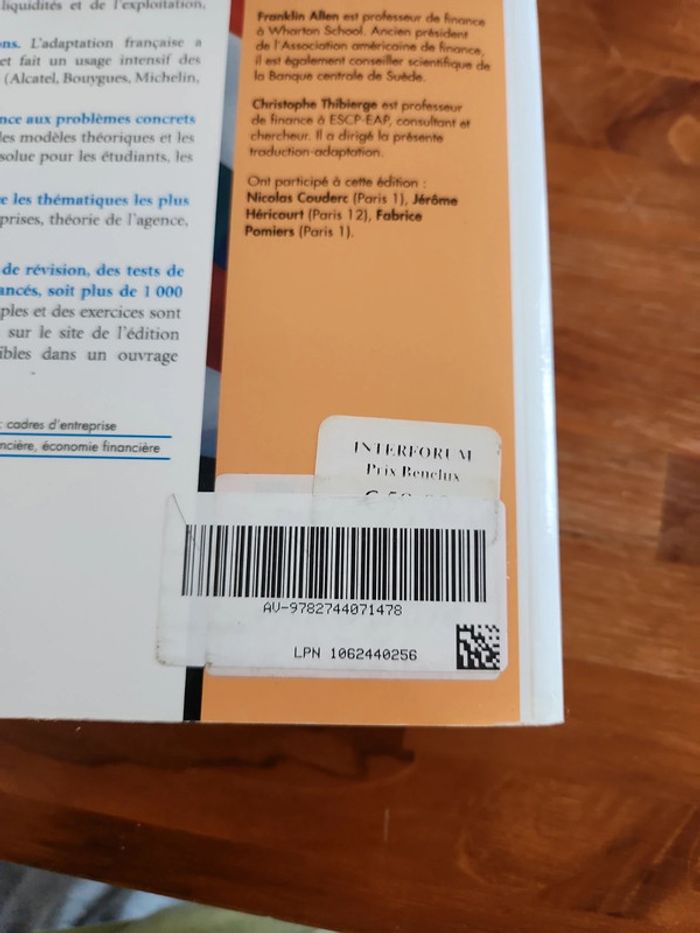 liquidités et de l'exploitation,
ons. L'adaptation française a
et fait un usage intensif des
(Alcatel, Bouygues, Michelin,
nce aux problèmes concrets
les modèles théoriques et les
solue pour les étudiants, les
e les thématiques les plus
prises, théorie de l'agence,
de révision, des tests de
ancés, soit plus de 1 000
ples et des exercices sont
sur le site de l'édition
ibles dans un ouvrage
: cadres d'entreprise
ncière, économie financière
Franklin Allen est professeur de finance
à Wharton School. Ancien président
de l'Association américaine de finance,
il est également conseiller scientifique de
la Banque centrale de Suède.
Christophe Thibierge est professeur
de finance à ESCP-EAP, consultant et
chercheur. Il a dirigé la présente
traduction-adaptation.
Ont participé à cette édition :
Nicolas Couderc (Paris 1), Jérôme
Héricourt (Paris 12), Fabrice
Pomiers (Paris 1).
INTERFORUM
Prix Benelux
AV-9782744071478
LPN 1062440256